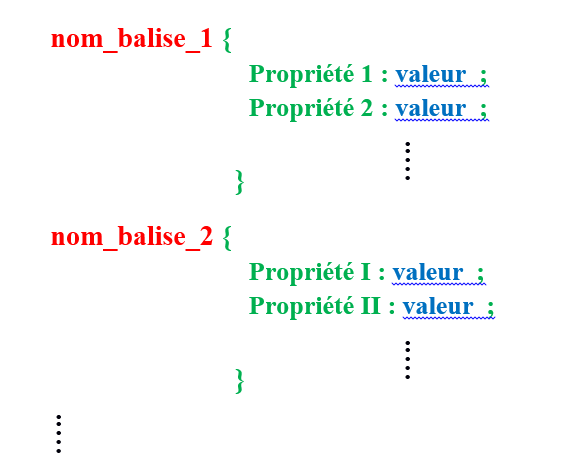 nom_balise_1 {
Propriété 1 : valeur ;
Propriété 2 : valeur ;
}
nom_balise_2 {
Propriété I : valeur ;
Propriété II : valeur ;
}